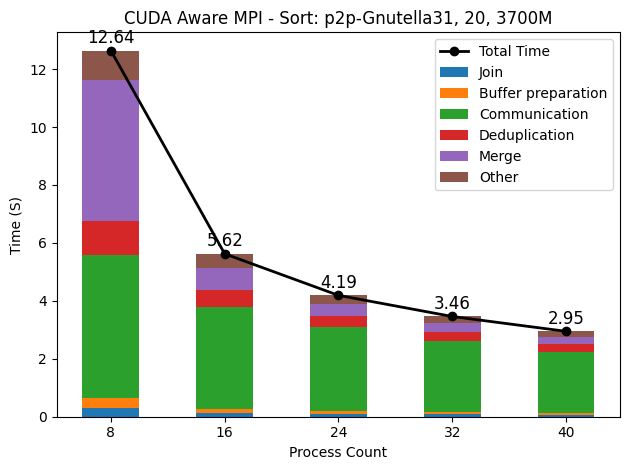 CUDA Aware MPI - Sort: p2p-Gnutella31, 20, 3700M
12.64
5.62
4.19
3.46
2.95
Total Time
Join
Buffer preparation
Communication
Deduplication
Merge
Other
Time (S)
12
10
8
6
4
2
0
8 16 24 32 40
Process Count